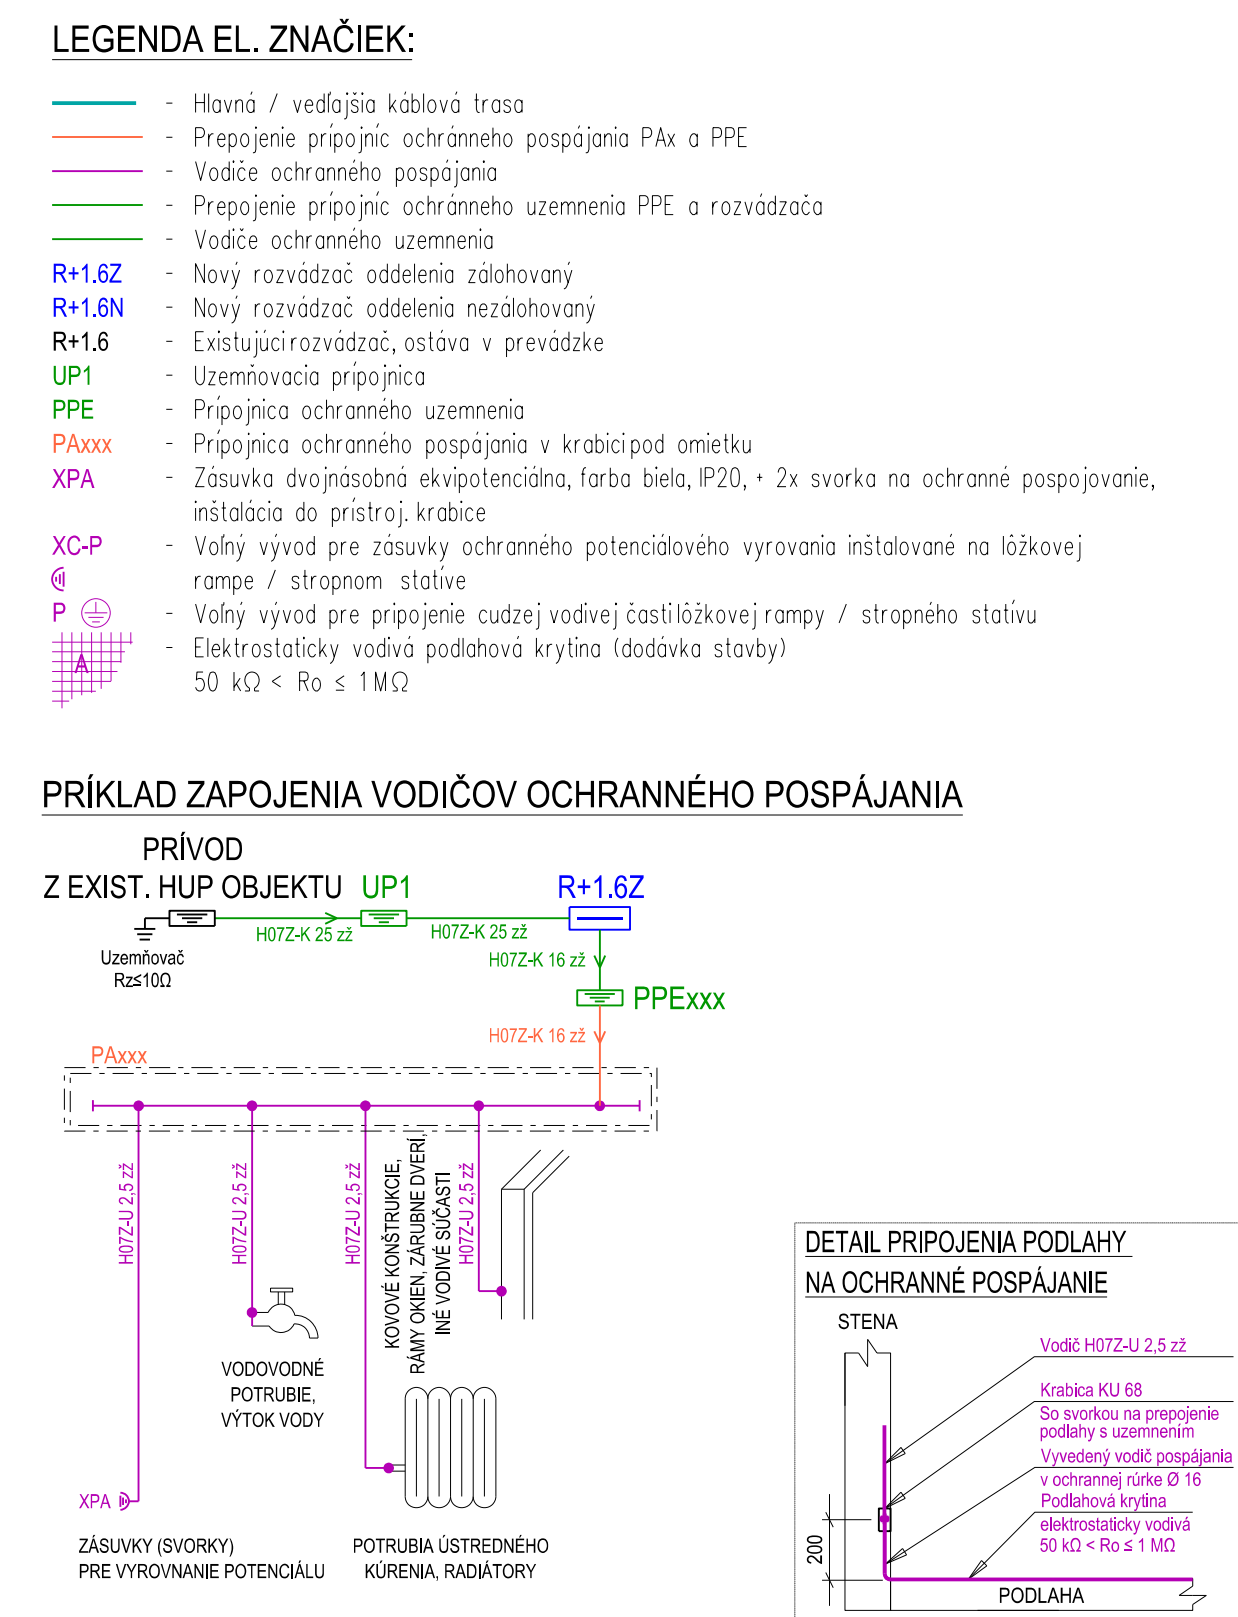 LEGENDA EL. ZNAČIEK:
- Hlavná / vedľajšia káblová trasa
- Prepojenie prípojníc ochránneho pospájania PAx a PPE
- Vodiče ochranného pospájania
- Prepojenie prípojníc ochránneho uzemnenia PPE a rozvádzača
- Vodiče ochranného uzemnenia
R+1.6Z - Nový rozvádzač oddelenia zálohovaný
R+1.6N - Nový rozvádzač oddelenia nezálohovaný
R+1.6 - Existujúci rozvádzač, ostáva v prevádzke
UP1 - Uzemňovacia prípojnica
PPE - Prípojnica ochranného uzemnenia
PAxxx - Prípojnica ochranného pospájania v krabici pod omietku
XPA - Zásuvka dvojnásobná ekvipotenciálna, farba biela, IP20, + 2x svorka na ochranné pospojovanie,
inštalácia do prístroj. krabice
XC-P - Voľný vývod pre zásuvky ochranného potenciálového vyrovania inštalované na lôžkovej
rampe / stropnom statíve
P - Voľný vývod pre pripojenie cudzej vodivej časti lôžkovej rampy / stropného statívu
A - Elektrostaticky vodivá podlahová krytina (dodávka stavby)
50 kΩ < Ro ≤ 1MΩ
PRÍKLAD ZAPOJENIA VODIČOV OCHRANNÉHO POSPÁJANIA
PRÍVOD
Z EXIST. HUP OBJEKTU
UP1
R+1.6Z
H07Z-K 25 zž
H07Z-K 25 zž
Uzemňovač
Rz≤10Ω
H07Z-K 16 zž
PPExxx
H07Z-K 16 zž
PAxxx
H07Z-U 2,5 zž
H07Z-U 2,5 zž
H07Z-U 2,5 zž
KOVOVÉ KONŠTRUKCIE,
RÁMY OKIEN, ZÁRUBNE DVERÍ,
INÉ VODIVÉ SÚČASTI
H07Z-U 2,5 zž
VODOVODNÉ
POTRUBIE,
VÝTOK VODY
XPA
ZÁSUVKY (SVORKY)
PRE VYROVNANIE POTENCIÁLU
POTRUBIA ÚSTREDNÉHO
KÚRENIA, RADIÁTORY
DETAIL PRIPOJENIA PODLAHY
NA OCHRANNÉ POSPÁJANIE
STENA
Vodič H07Z-U 2,5 zž
Krabica KU 68
So svorkou na prepojenie
podlahy s uzemnením
Vyvedený vodič pospájania
v ochrannej rúrke Ø 16
Podlahová krytina
elektrostaticky vodivá
50 kΩ < Ro ≤ 1 MΩ
200
PODLAHA